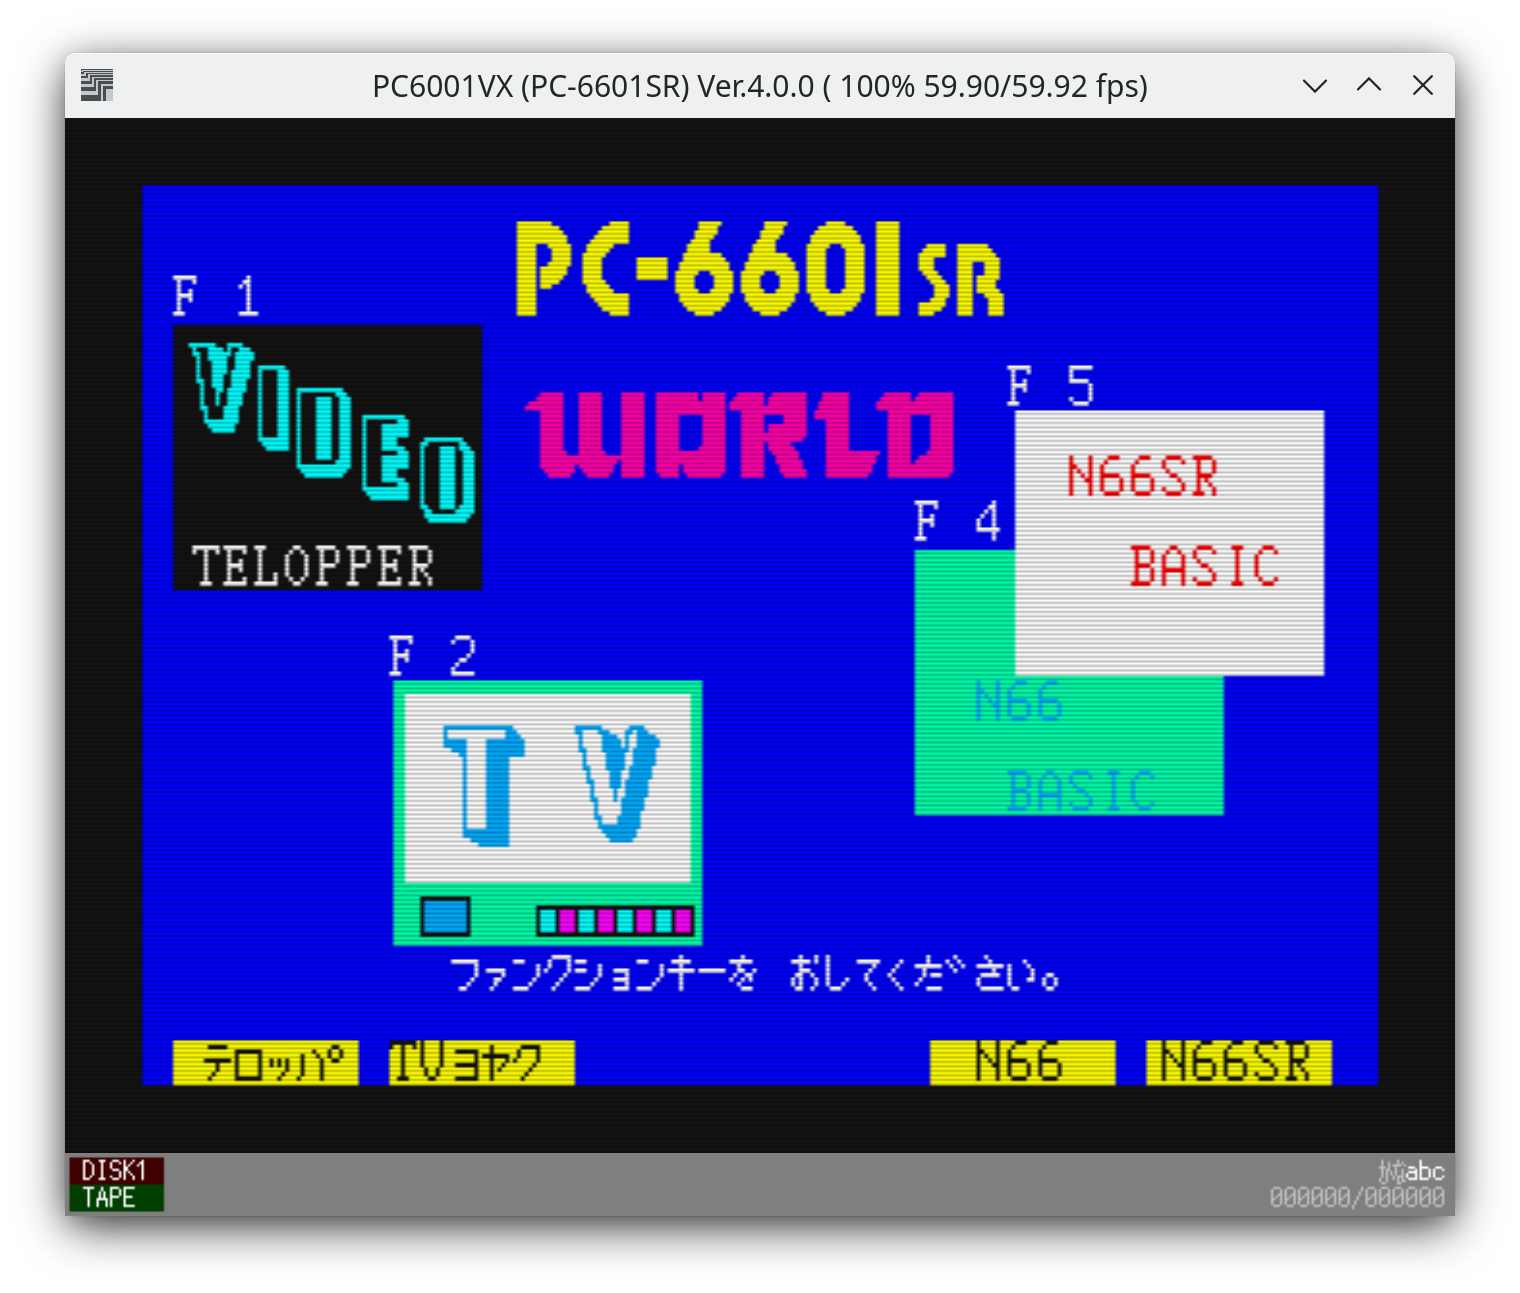 PC6001VX (PC-6601SR) Ver.4.0.0 ( 100% 59.90/59.92 fps)
PC-6601SR
WORLD
F 1
VIDEO
TELOPPER
F 5
N66SR
BASIC
F 4
N66
BASIC
F 2
TV
ファンクションキーを おしてください。
テロッパ TVヨヤク N66 N66SR
DISK1
TAPE
abc
000000/000000